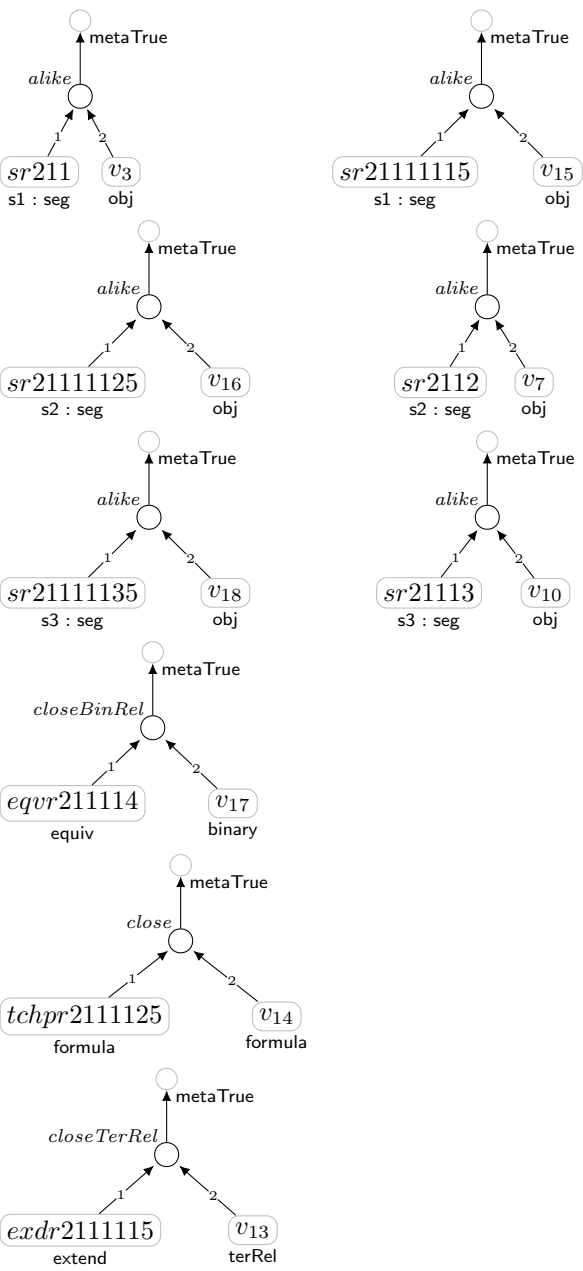 metaTrue metaTrue
alike alike
1 2 1 2
sr211 v3 sr21111115 v15
s1 : seg obj s1 : seg obj
metaTrue metaTrue
alike alike
1 2 1 2
sr21111125 v16 sr2112 v7
s2 : seg obj s2 : seg obj
metaTrue metaTrue
alike alike
1 2 1 2
sr21111135 v18 sr21113 v10
s3 : seg obj s3 : seg obj
metaTrue
closeBinRel
1 2
eqvr211114 v17
equiv binary
metaTrue
close
1 2
tchpr2111125 v14
formula formula
metaTrue
closeTerRel
1 2
exdr2111115 v13
extend terRel